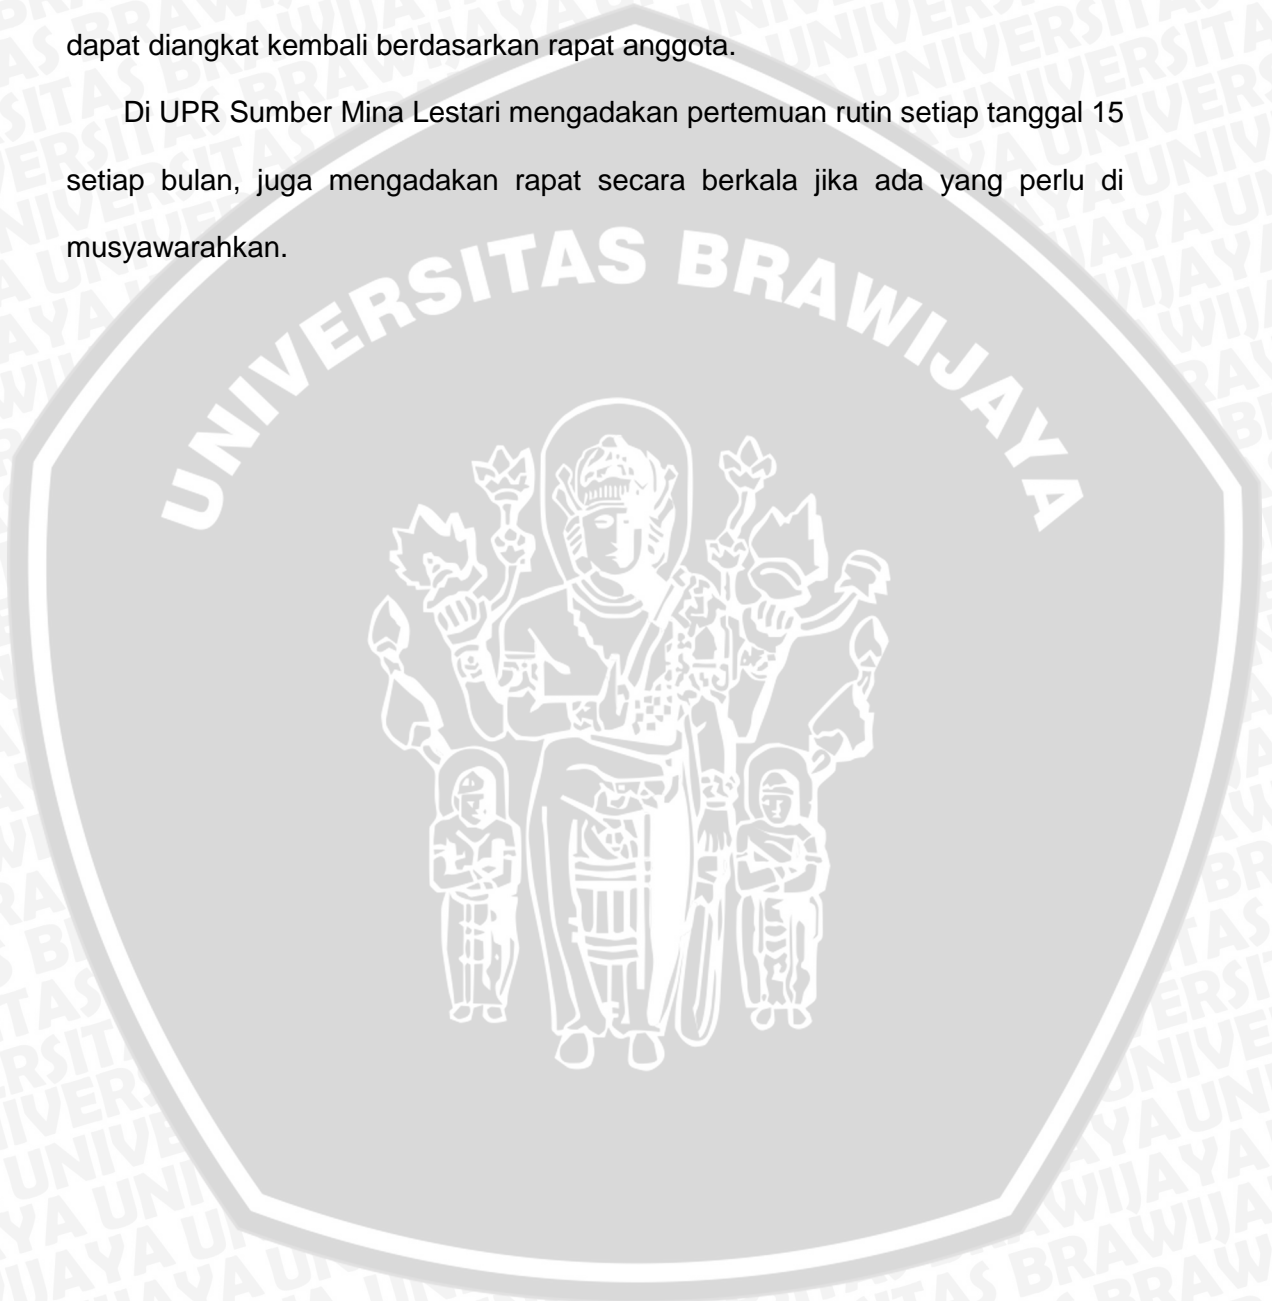 dapat diangkat kembali berdasarkan rapat anggota.
Di UPR Sumber Mina Lestari mengadakan pertemuan rutin setiap tanggal 15
setiap bulan, juga mengadakan rapat secara berkala jika ada yang perlu di
musyawarahkan.
UNIVERSITAS BRAWIJAYA